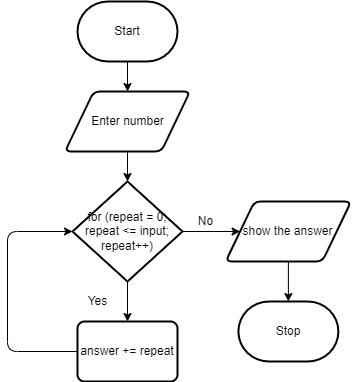 Start
Enter number
for (repeat = 0;
repeat <= input;
repeat++)
No
show the answer
Yes
Stop
answer += repeat